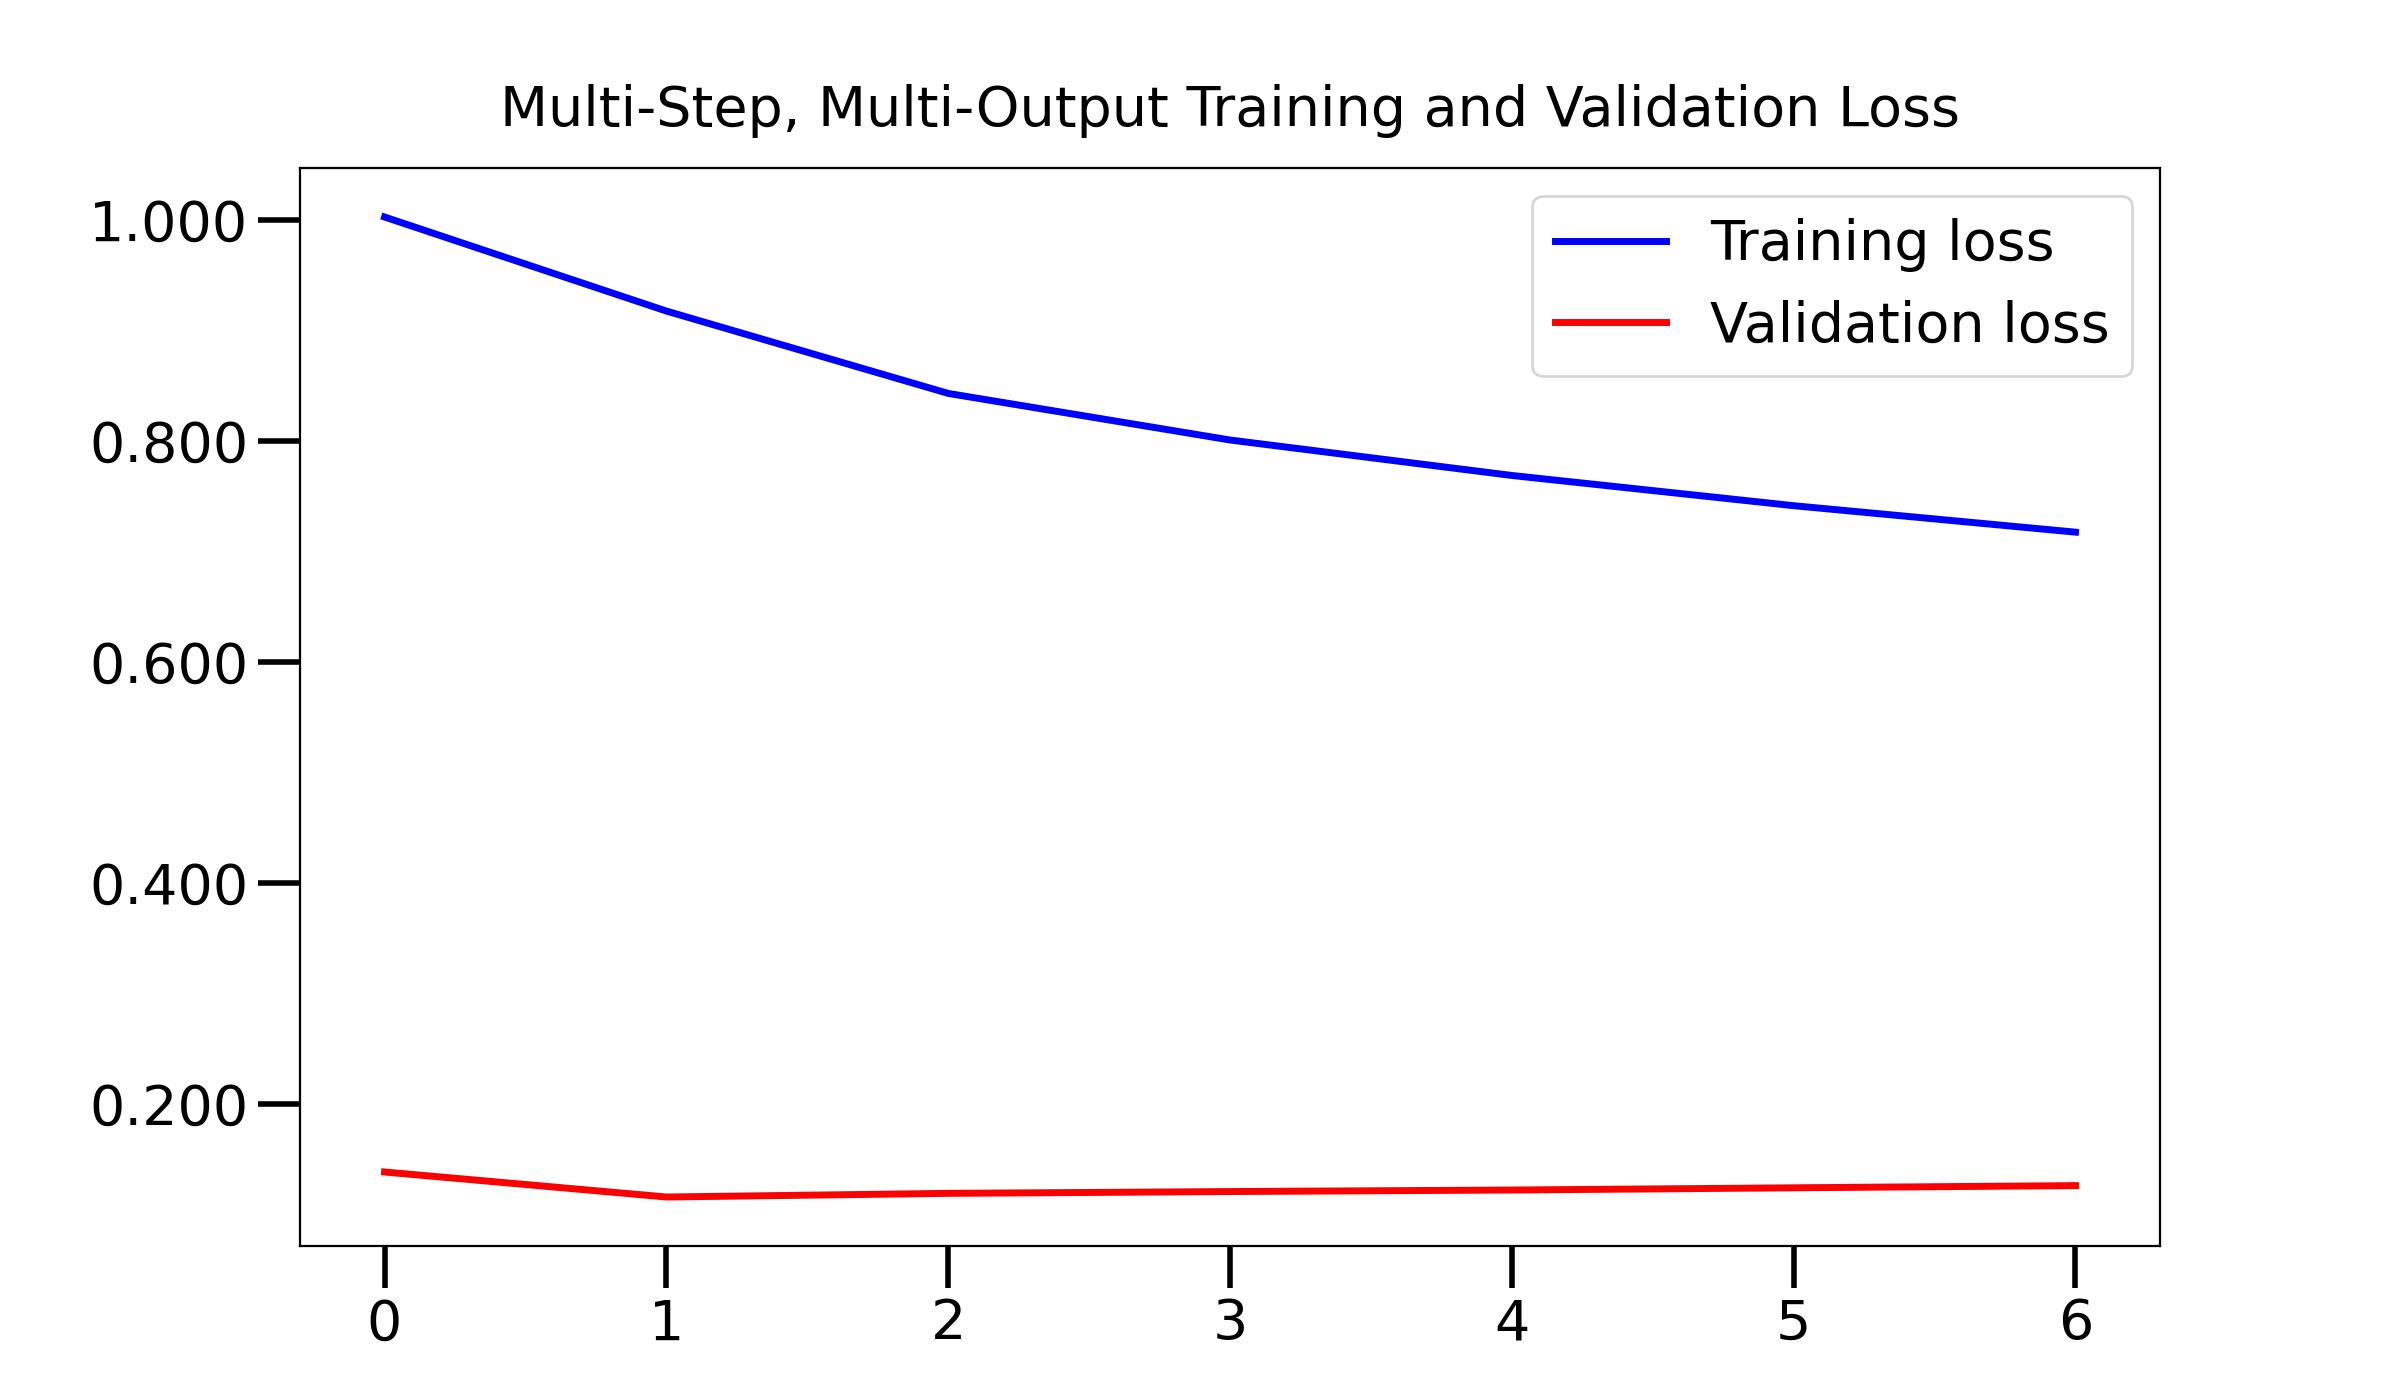 Multi-Step, Multi-Output Training and Validation Loss
1.000
0.800
0.600
0.400
0.200
Training loss
Validation loss
0 1 2 3 4 5 6